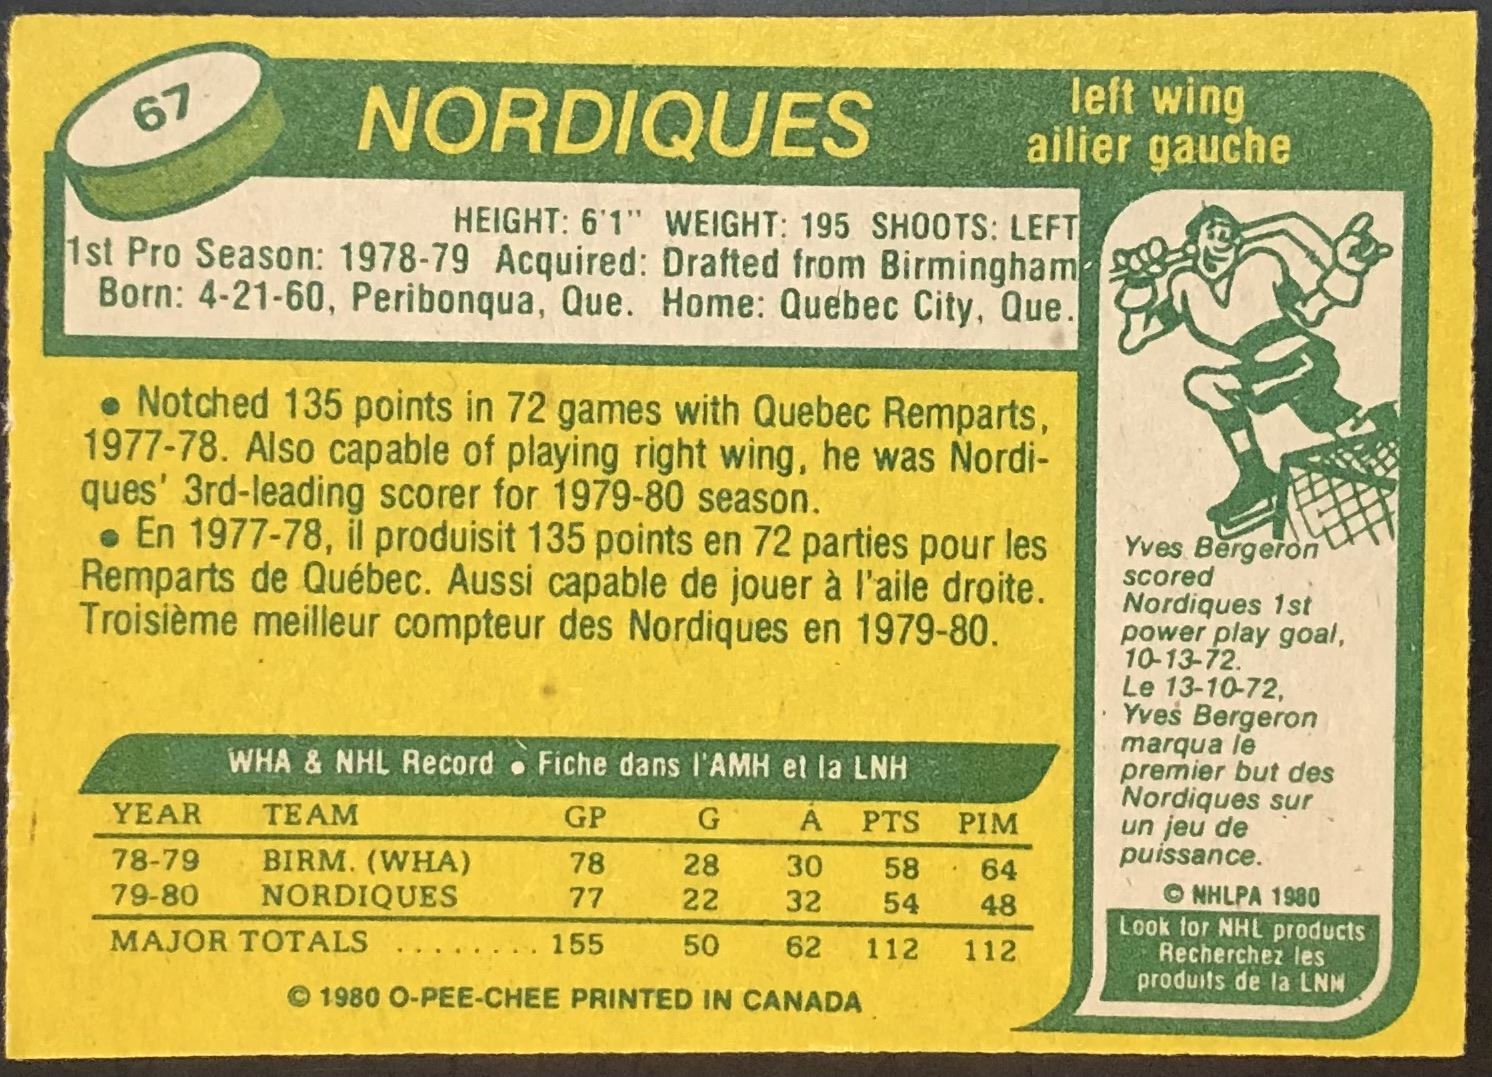 67
NORDIQUES
left wing
ailier gauche
HEIGHT: 6'1" WEIGHT: 195 SHOOTS: LEFT
1st Pro Season: 1978-79 Acquired: Drafted from Birmingham
Born: 4-21-60, Peribonqua, Que. Home: Quebec City, Que.
• Notched 135 points in 72 games with Quebec Remparts,
1977-78. Also capable of playing right wing, he was Nordi-
ques' 3rd-leading scorer for 1979-80 season.
• En 1977-78, il produisit 135 points en 72 parties pour les
Remparts de Québec. Aussi capable de jouer à l'aile droite.
Troisième meilleur compteur des Nordiques en 1979-80.
WHA & NHL Record • Fiche dans l'AMH et la LNH
YEAR TEAM GP G A PTS PIM
78-79 BIRM. (WHA) 78 28 30 58 64
79-80 NORDIQUES 77 22 32 54 48
MAJOR TOTALS ........ 155 50 62 112 112
© 1980 O-PEE-CHEE PRINTED IN CANADA
Yves Bergeron
scored
Nordiques 1st
power play goal,
10-13-72.
Le 13-10-72,
Yves Bergeron
marqua le
premier but des
Nordiques sur
un jeu de
puissance.
© NHLPA 1980
Look for NHL products
Recherchez les
produits de la LNH